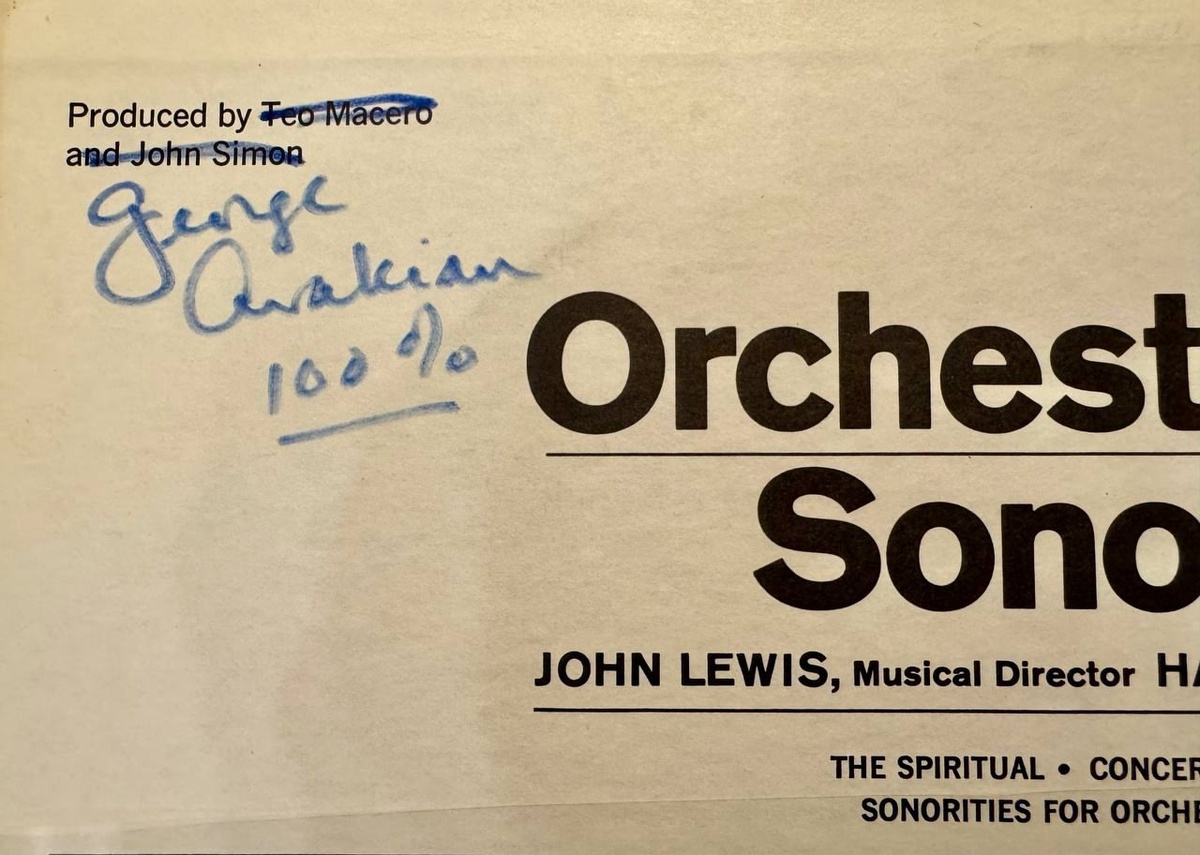 Produced by Teo Macero
and John Simon
George
Avakian
100%
Orchest
Sono
JOHN LEWIS, Musical Director HA
THE SPIRITUAL • CONCER
SONORITIES FOR ORCHE